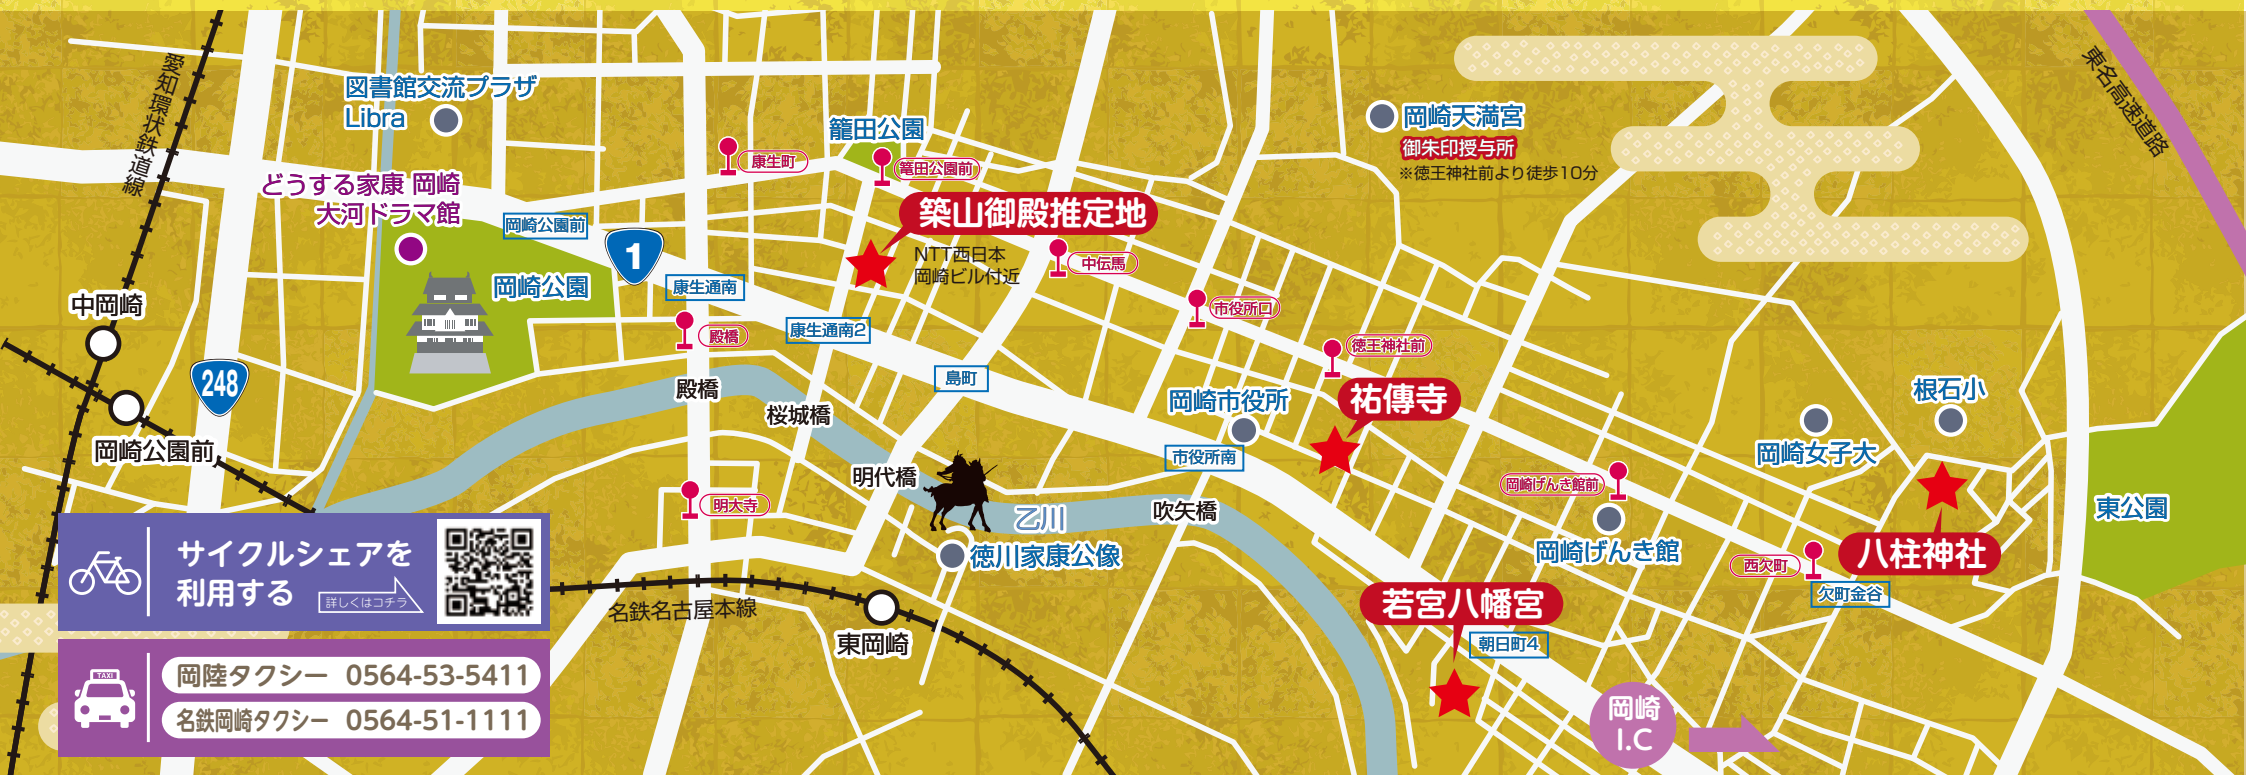 愛知環状鉄道線
図書館交流プラザ
Libra
どうする家康 岡崎
大河ドラマ館
岡崎公園前
1
康生町
籠田公園
篭田公園前
築山御殿推定地
NTT西日本
岡崎ビル付近
中伝馬
岡崎天満宮
御朱印授与所
※徳王神社前より徒歩10分
東名高速道路
岡崎公園
康生通南
康生通南2
殿橋
市役所口
徳王神社前
中岡崎
248
岡崎公園前
殿橋
桜城橋
島町
岡崎市役所
祐傳寺
市役所南
根石小
岡崎女子大
明代橋
明大寺
乙川
吹矢橋
岡崎げんき館前
岡崎げんき館
東公園
西欠町
八柱神社
欠町金谷
徳川家康公像
若宮八幡宮
朝日町4
名鉄名古屋本線
東岡崎
岡崎
I.C
サイクルシェアを
利用する
詳しくはコチラ
TAXI
岡陸タクシー 0564-53-5411
名鉄岡崎タクシー 0564-51-1111